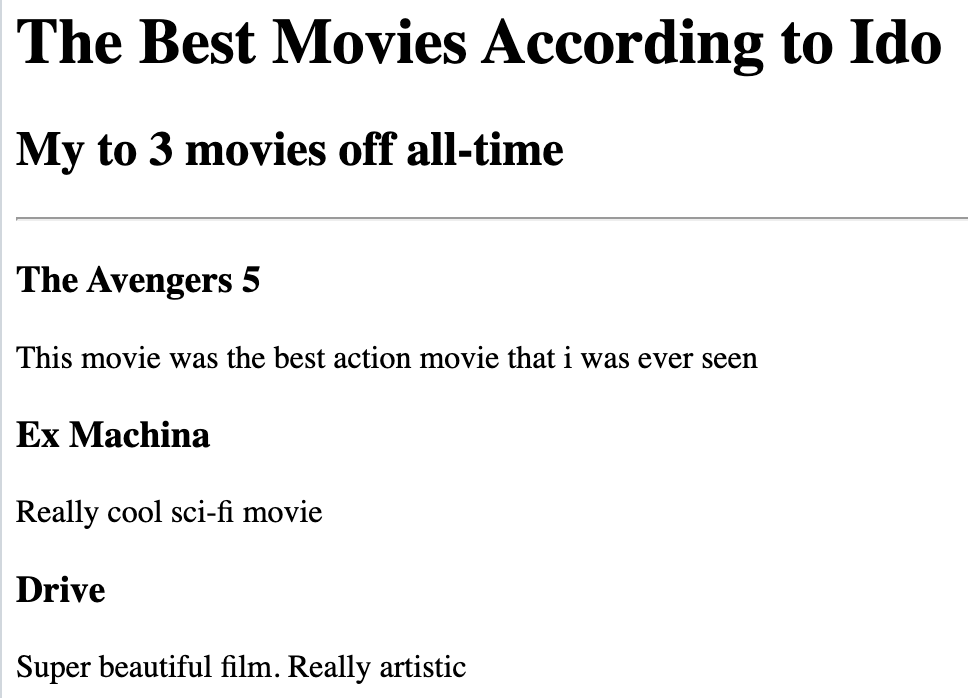 The Best Movies According to Ido
My to 3 movies off all-time
The Avengers 5
This movie was the best action movie that i was ever seen
Ex Machina
Really cool sci-fi movie
Drive
Super beautiful film. Really artistic